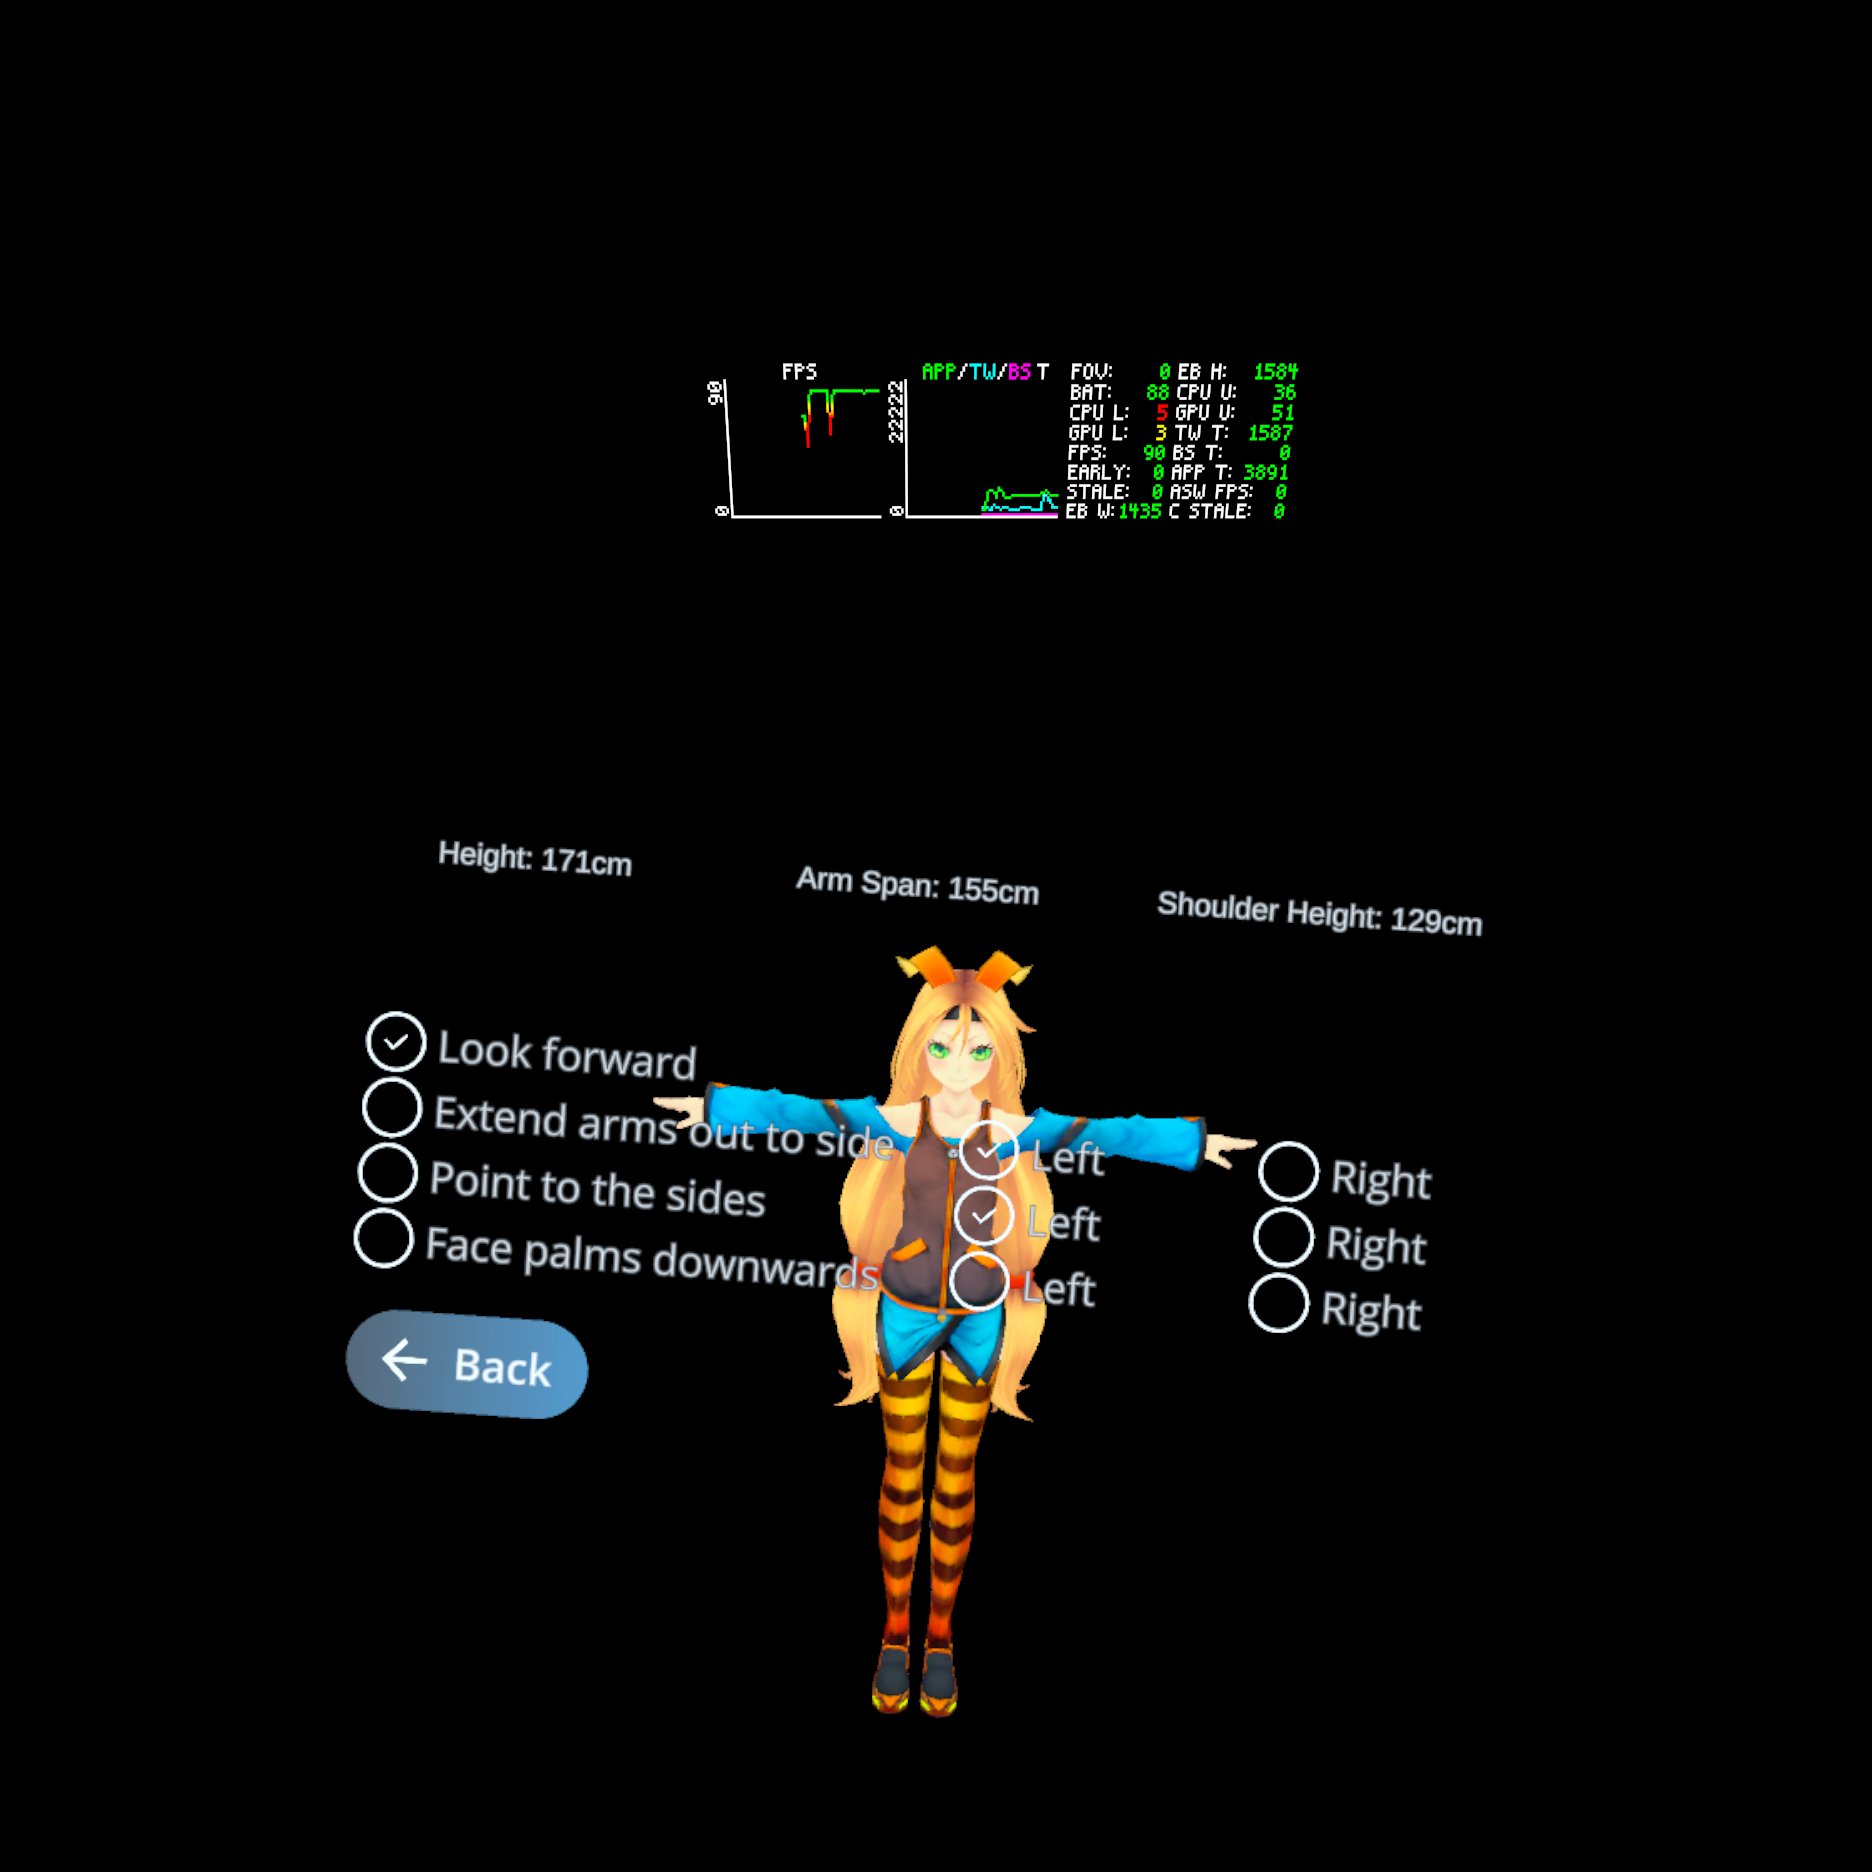 FPS
90
0
APP/TW/BS T
22222
0
FOV: 0 EB H: 1584
BAT: 88 CPU U: 36
CPU L: 5 GPU U: 51
GPU L: 3 TW T: 1587
FPS: 90 BS T: 0
EARLY: 0 APP T: 3891
STALE: 0 ASW FPS: 0
EB W: 1435 C STALE: 0
Height: 171cm
Arm Span: 155cm
Shoulder Height: 129cm
Look forward
Extend arms out to side Left Right
Point to the sides Left Right
Face palms downwards Left Right
Back